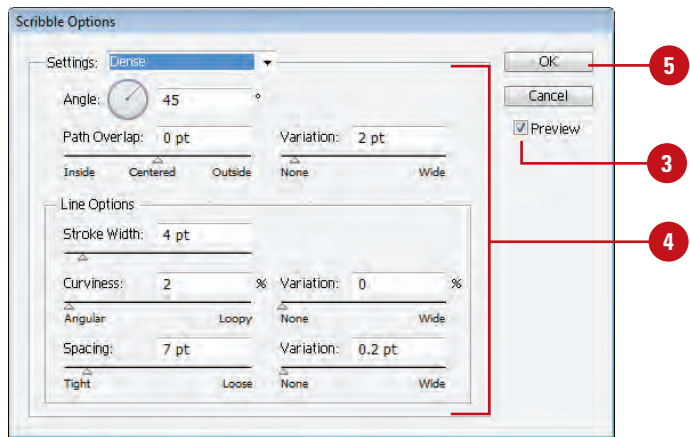 Scribble Options
Settings: Dense
OK
5
Angle: 45 °
Cancel
Path Overlap: 0 pt Variation: 2 pt
Preview
Inside Centered Outside None Wide
3
Line Options
Stroke Width: 4 pt
4
Curviness: 2 % Variation: 0 %
Angular Loopy None Wide
Spacing: 7 pt Variation: 0.2 pt
Tight Loose None Wide